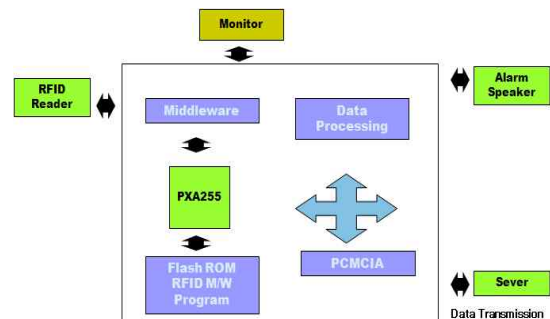 Monitor
RFID
Reader
Alarm
Speaker
Middleware
Data
Processing
PXA255
Flash ROM
RFID M/W
Program
PCMCIA
Sever
Data Transmission